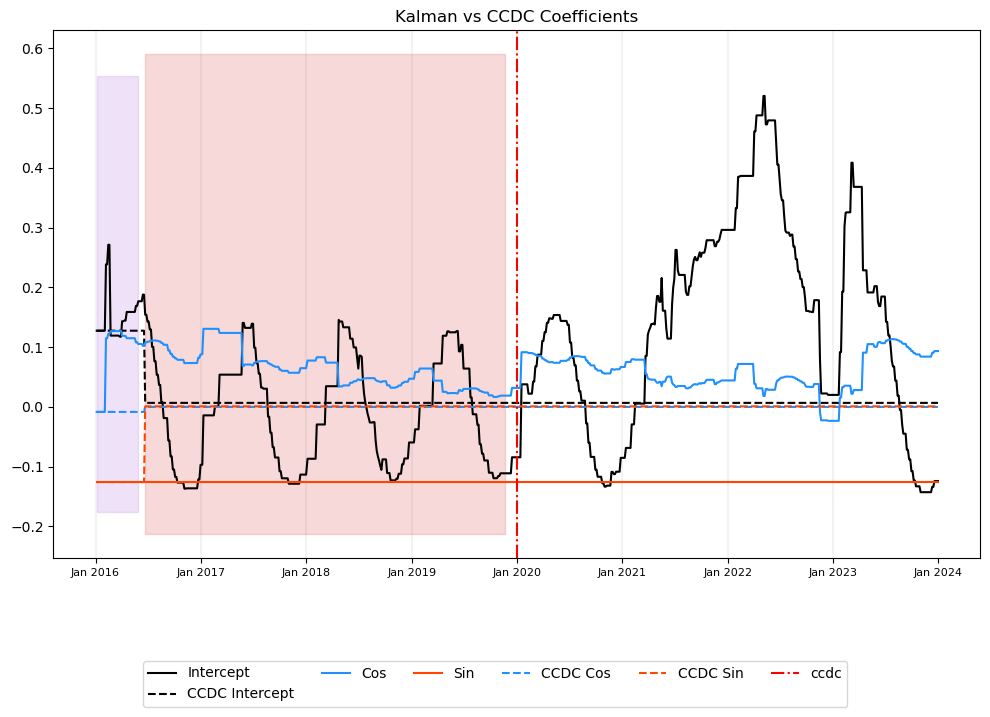 Kalman vs CCDC Coefficients
0.6
0.5
0.4
0.3
0.2
0.1
0.0
−0.1
−0.2
Jan 2016 Jan 2017 Jan 2018 Jan 2019 Jan 2020 Jan 2021 Jan 2022 Jan 2023 Jan 2024
Intercept Cos Sin CCDC Cos CCDC Sin ccdc
CCDC Intercept